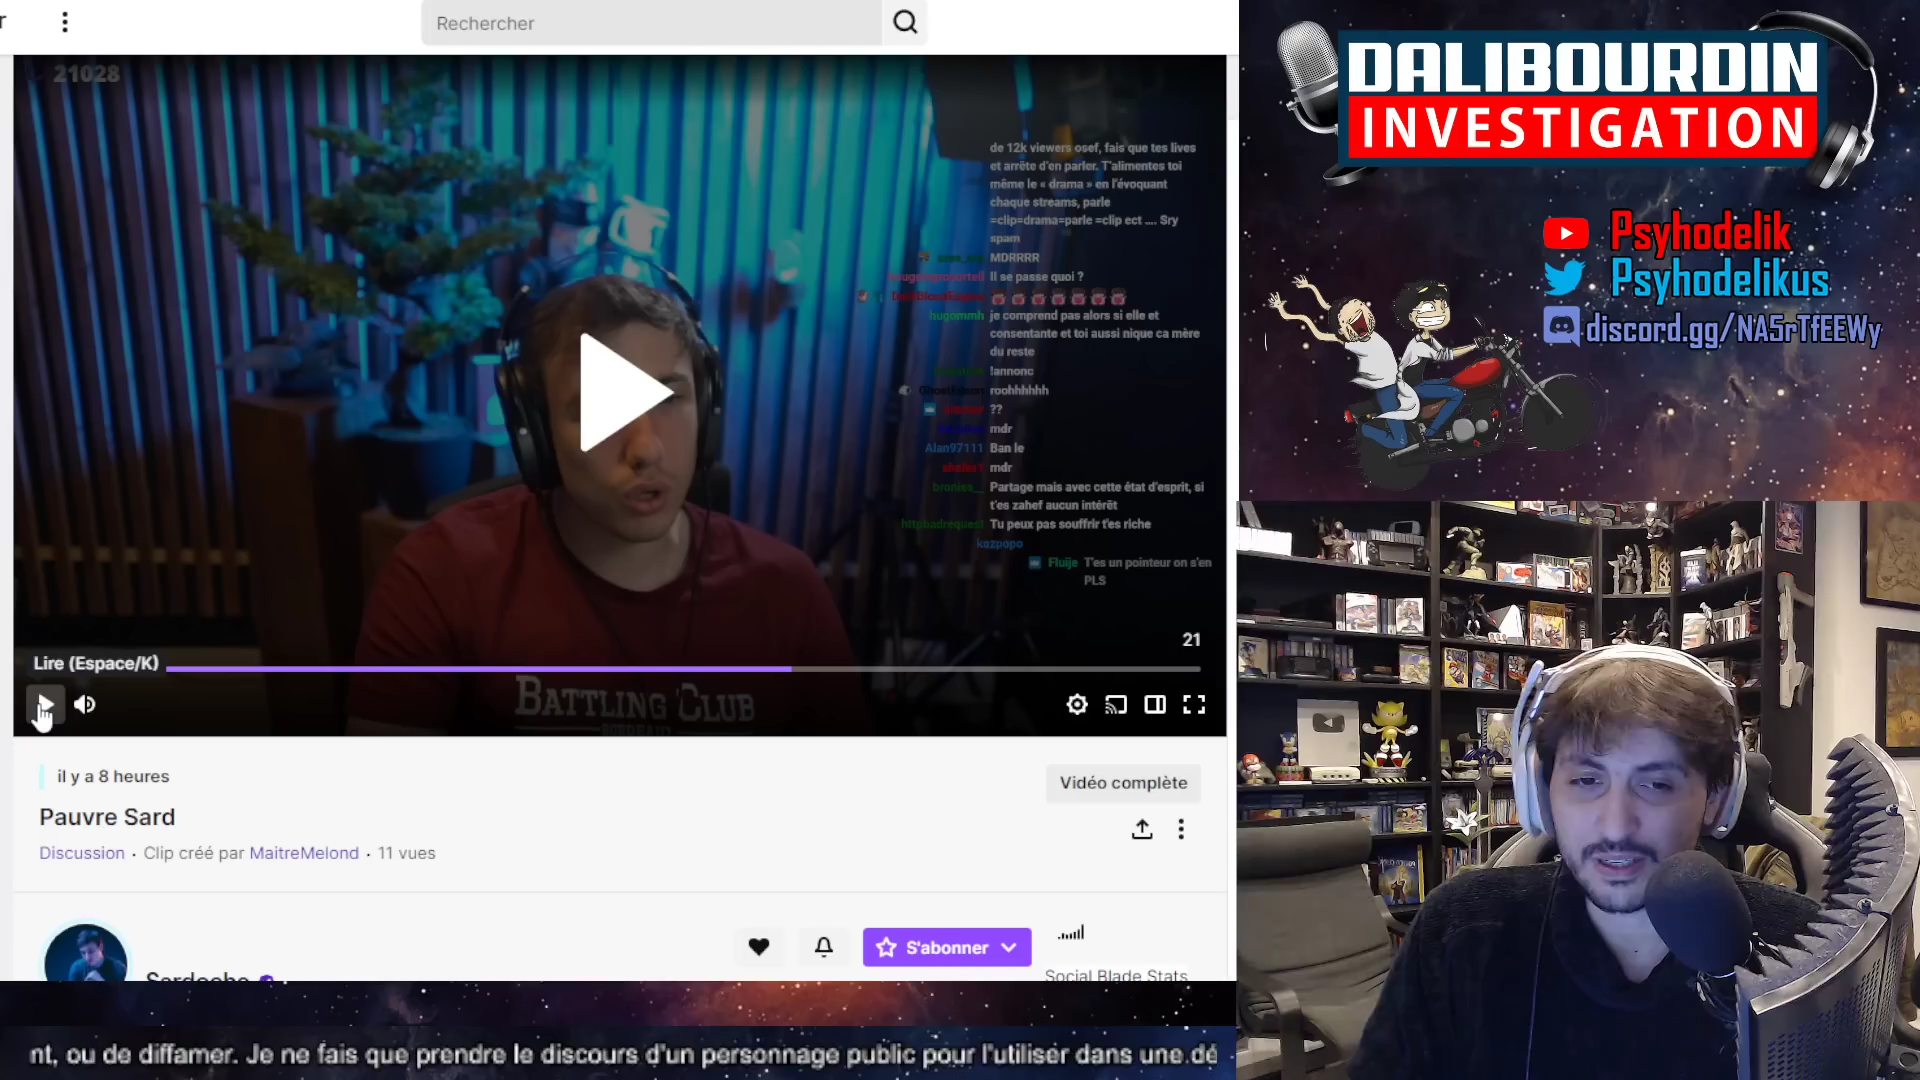 r
Rechercher
21028
de 12k viewers osef, fais que tes lives
et arrête d'en parler. T'alimentes toi
même le « drama » en l'évoquant
chaque streams, parle
=clip=drama=parle =clip ect .... Sry
spam
MDRRRR
Il se passe quoi ?
hugommh je comprend pas alors si elle et
consentante et toi aussi nique ca mère
du reste
!annonc
roohhhhhh
??
mdr
Alan97111 Ban le
mdr
broniss__ Partage mais avec cette état d'esprit, si
t'es zahef aucun intérêt
httpbadrequest Tu peux pas souffrir t'es riche
kazpopo
Fluije T'es un pointeur on s'en
PLS
21
Lire (Espace/K)
BATTLING CLUB
il y a 8 heures
Vidéo complète
Pauvre Sard
Discussion · Clip créé par MaitreMelond · 11 vues
S'abonner
Sardoche
Social Blade Stats
nt, ou de diffamer. Je ne fais que prendre le discours d'un personnage public pour l'utiliser dans une dé
DALIBOURDIN
INVESTIGATION
Psyhodelik
Psyhodelikus
discord.gg/NA5rTfEEWy